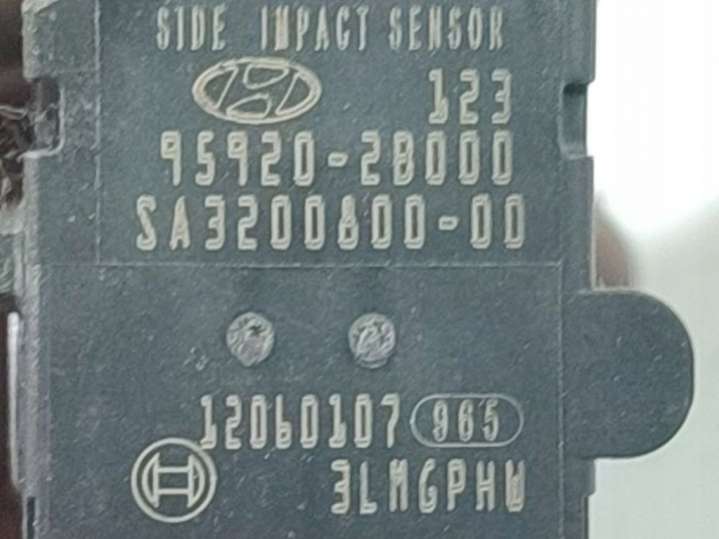 SIDE IMPACT SENSOR
123
95920-2B000
SA3200800-00
12060107 965
3LMGPHW